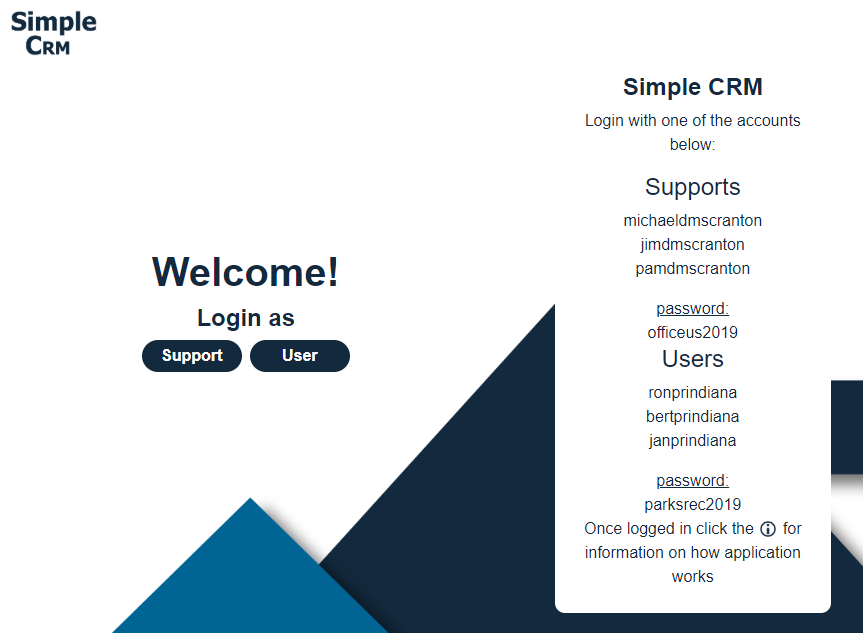 Simple
CRM
Welcome!
Login as
Support
User
Simple CRM
Login with one of the accounts
below:
Supports
michaeldmscranton
jimdmscranton
pamdmscranton
password:
officeus2019
Users
ronprindiana
bertprindiana
janprindiana
password:
parksrec2019
Once logged in click the for
information on how application
works